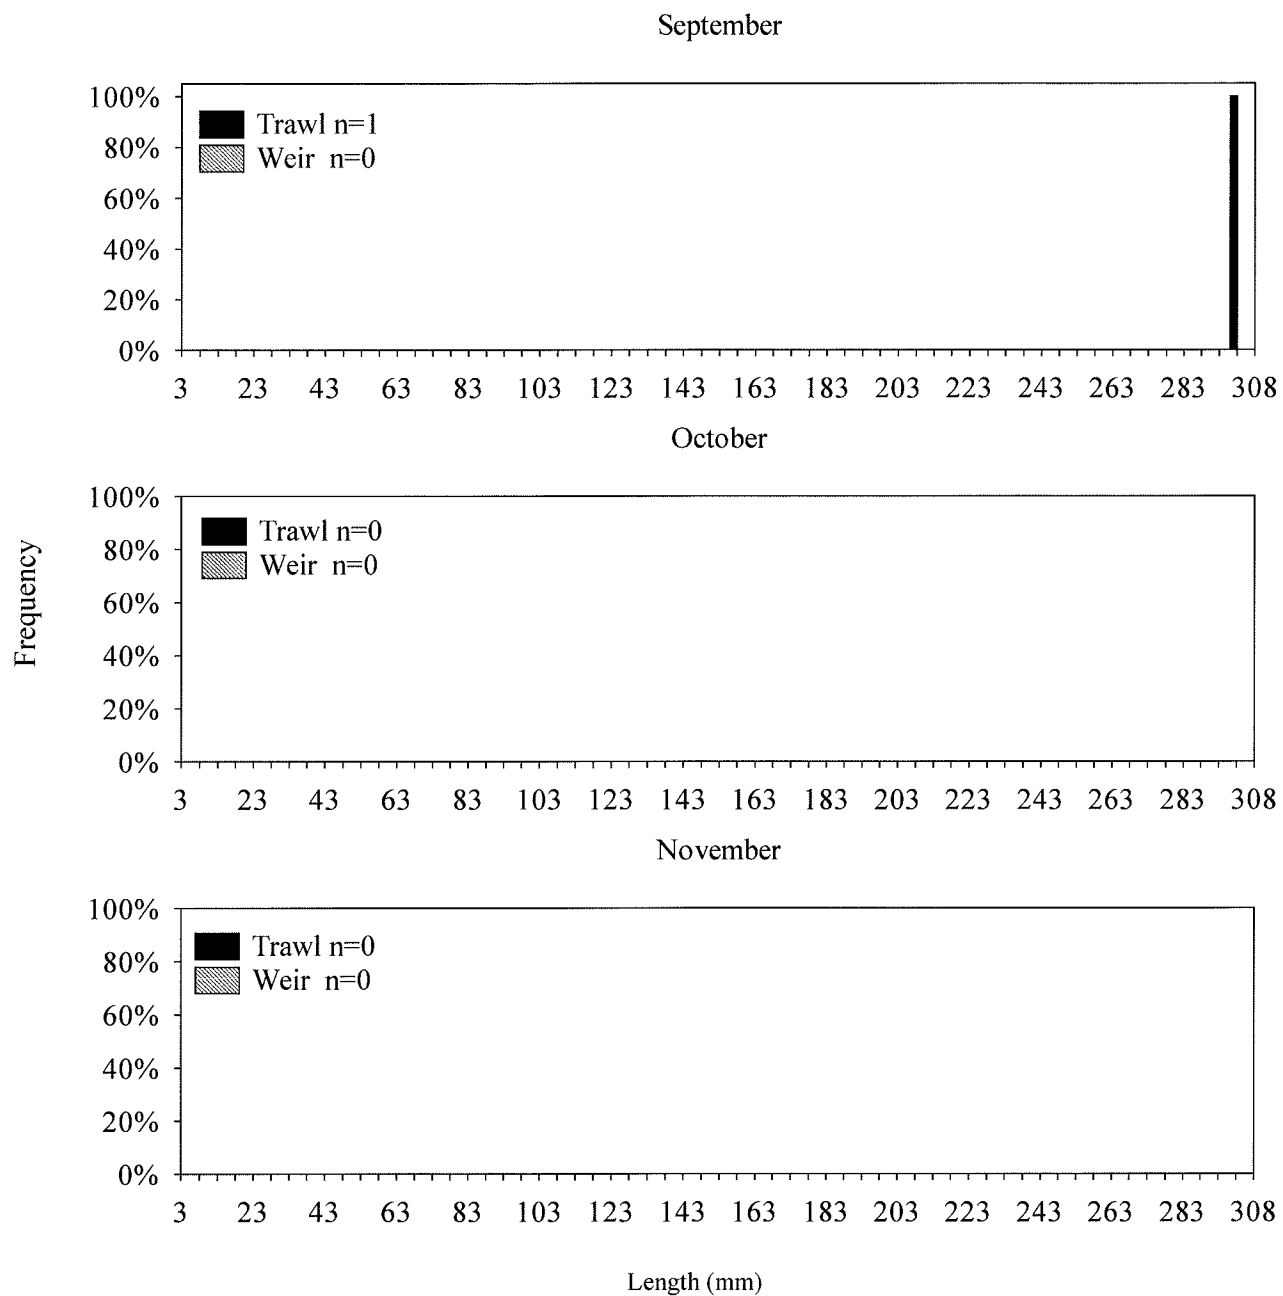 September
100%
80%
60%
40%
20%
0%
Trawl n=1
Weir n=0
3 23 43 63 83 103 123 143 163 183 203 223 243 263 283 308
October
100%
80%
60%
40%
20%
0%
Trawl n=0
Weir n=0
3 23 43 63 83 103 123 143 163 183 203 223 243 263 283 308
Frequency
November
100%
80%
60%
40%
20%
0%
Trawl n=0
Weir n=0
3 23 43 63 83 103 123 143 163 183 203 223 243 263 283 308
Length (mm)